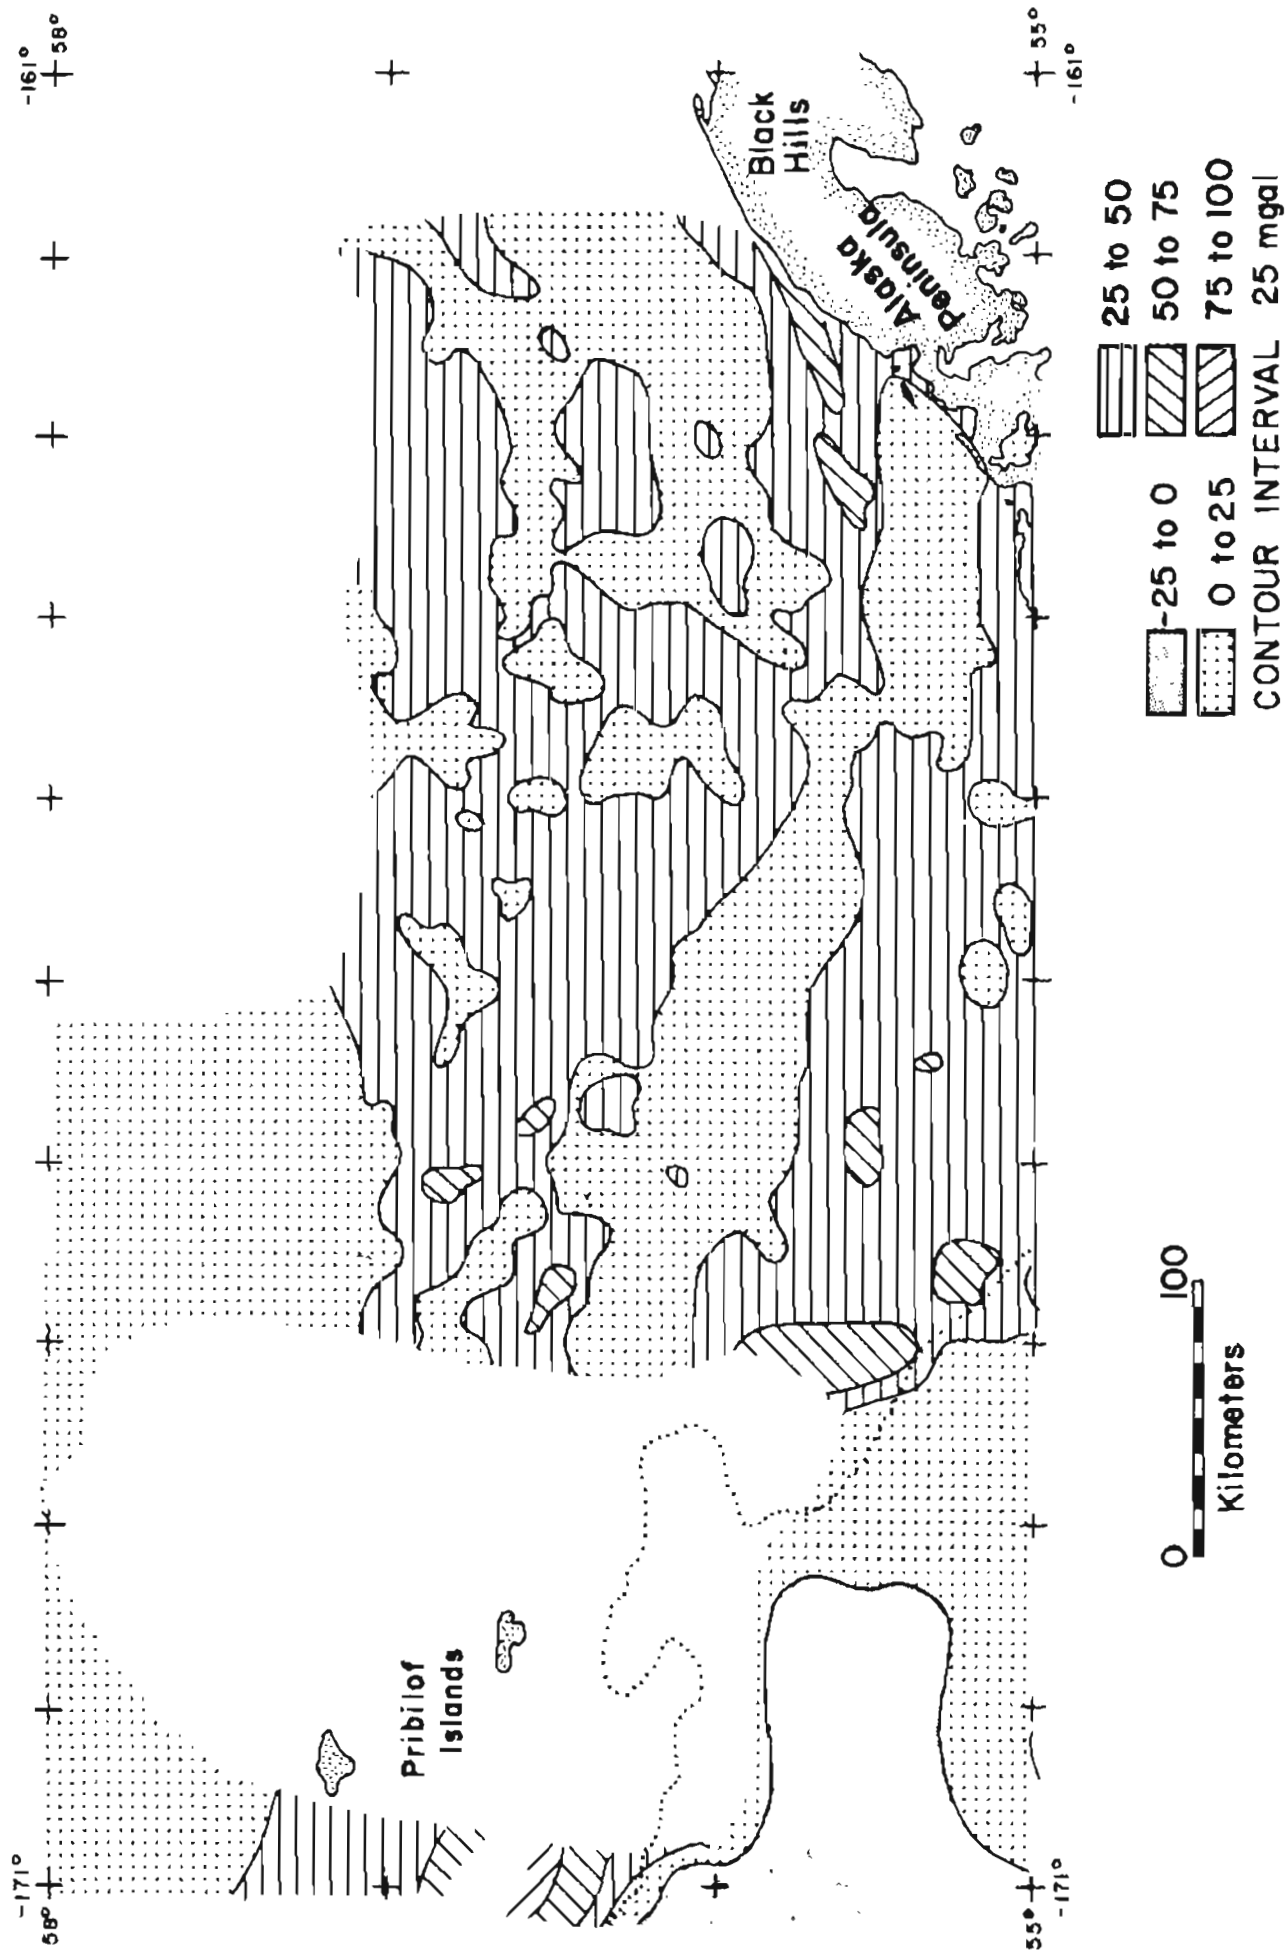 -171°
58°
-161°
58°
Pribilof
Islands
Black
Hills
Alaska
Peninsula
55°
-171°
55°
-161°
0 100
Kilometers
-25 to 0
0 to 25
25 to 50
50 to 75
75 to 100
CONTOUR INTERVAL 25 mgal